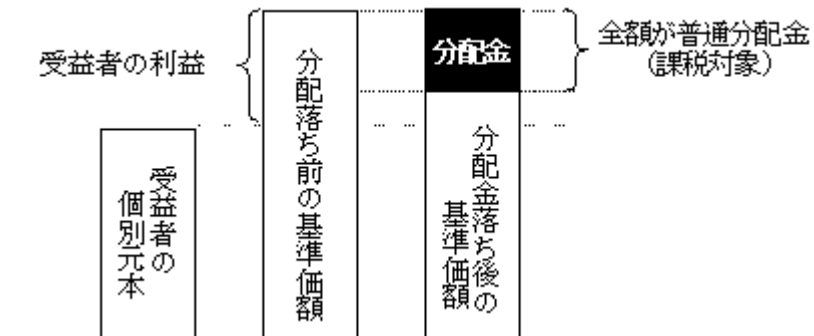 受益者の利益
分配金
全額が普通分配金
(課税対象)
受益者の
個別元本
分配落ち前の基準価額
分配金落ち後の
基準価額